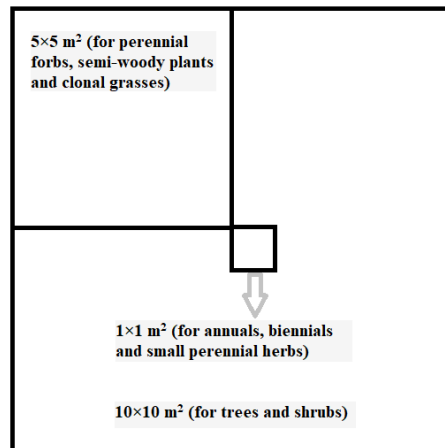 5×5 m² (for perennial
forbs, semi-woody plants
and clonal grasses)
1×1 m² (for annuals, biennials
and small perennial herbs)
10×10 m² (for trees and shrubs)